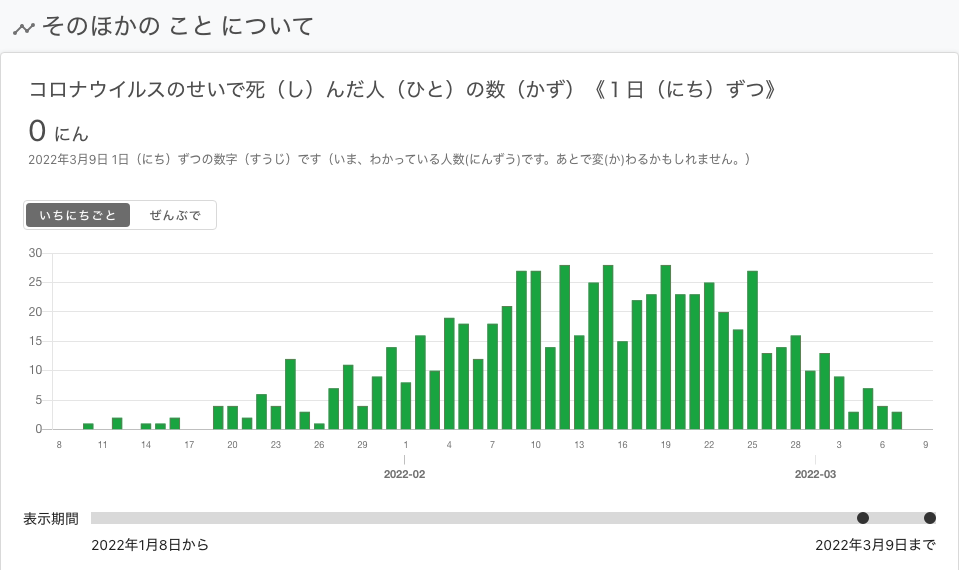 そのほかの こと について
コロナウイルスのせいで死（し）んだ人（ひと）の数（かず）《１日（にち）ずつ》
0 にん
2022年3月9日 1日（にち）ずつの数字（すうじ）です（いま、わかっている人数(にんずう)です。あとで変(か)わるかもしれません。）
いちにちごと ぜんぶで
30
25
20
15
10
5
0
8 11 14 17 20 23 26 29 1 4 7 10 13 16 19 22 25 28 3 6 9
2022-02 2022-03
表示期間
2022年1月8日から 2022年3月9日まで